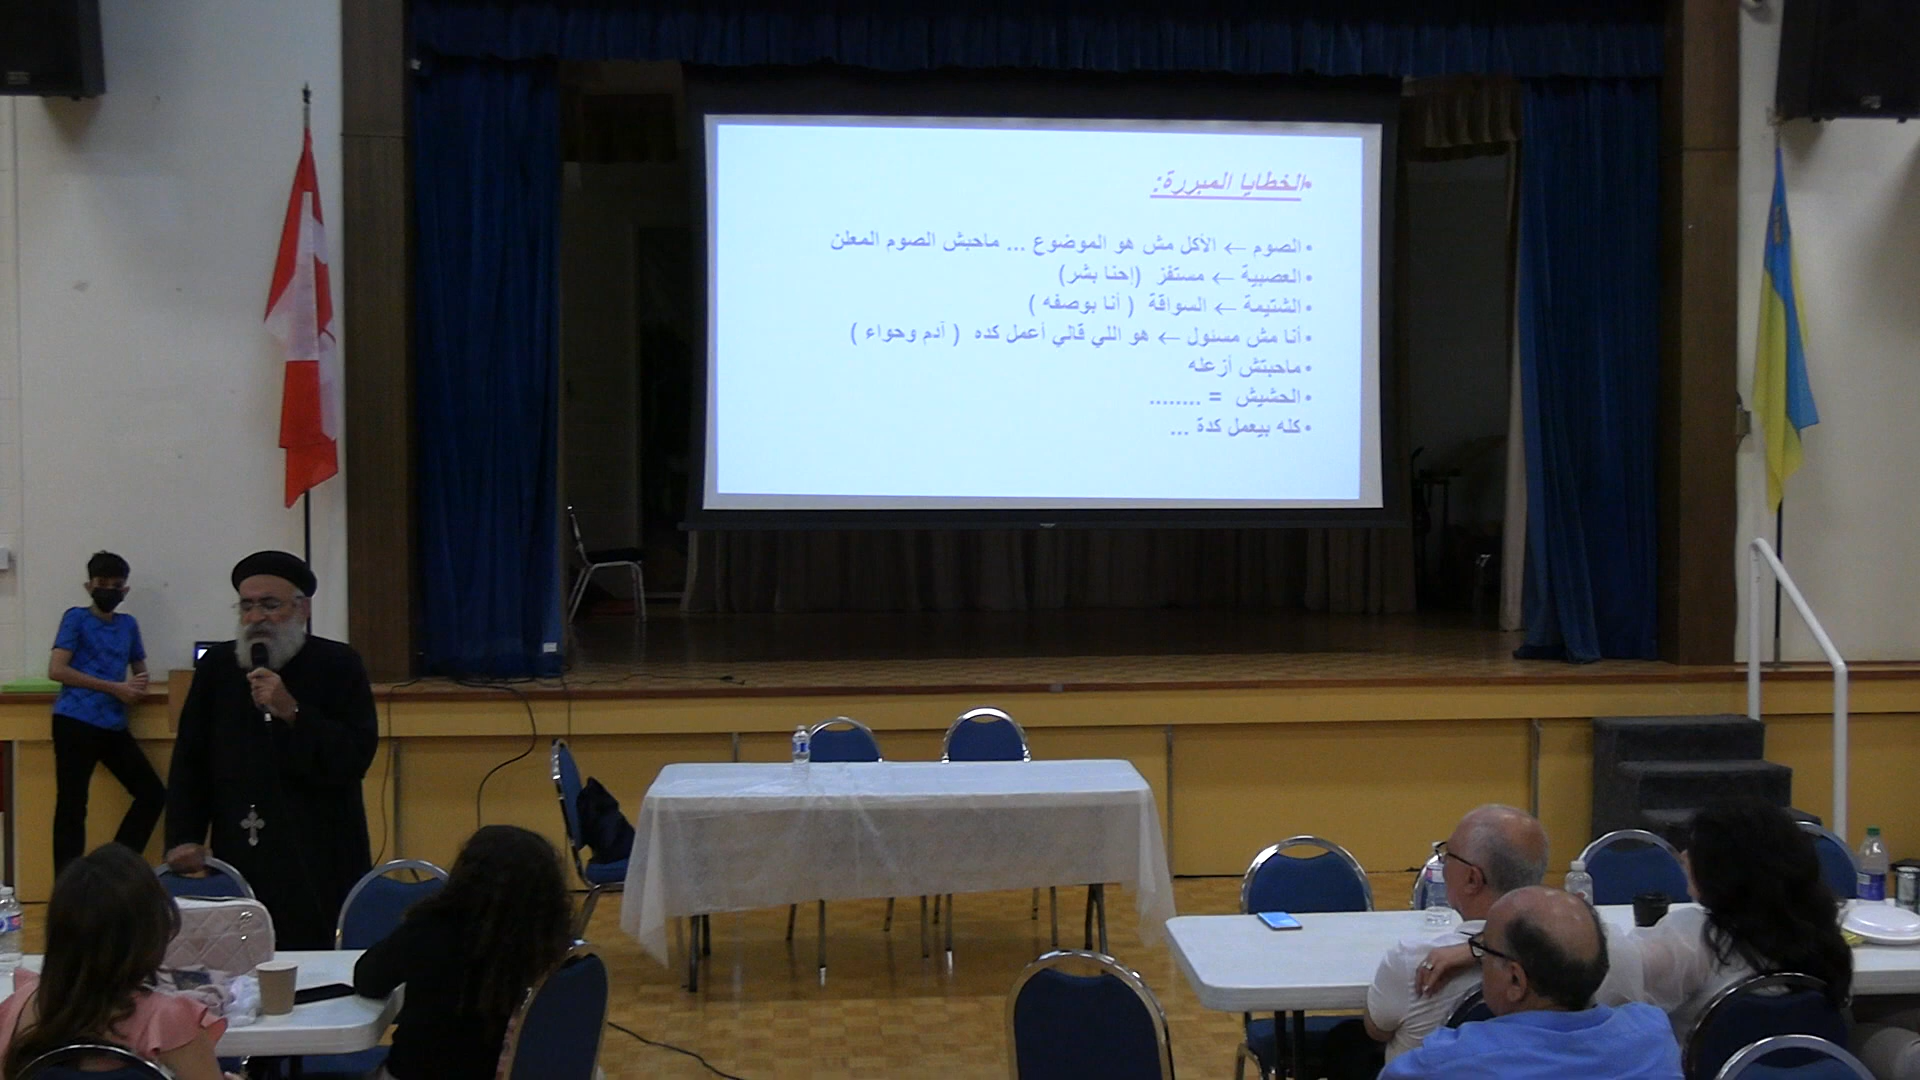 •الخطايا المبررة:
• الصوم ← الأكل مش هو الموضوع ... ماحبش الصوم المعلن
• العصبية ← مستفز (إحنا بشر)
• الشتيمة ← السواقة ( أنا بوصفه )
• أنا مش مسئول ← هو اللي قالي أعمل كده ( آدم وحواء )
• ماحبتش أزعله
• الحشيش = ........
• كله بيعمل كدة ...